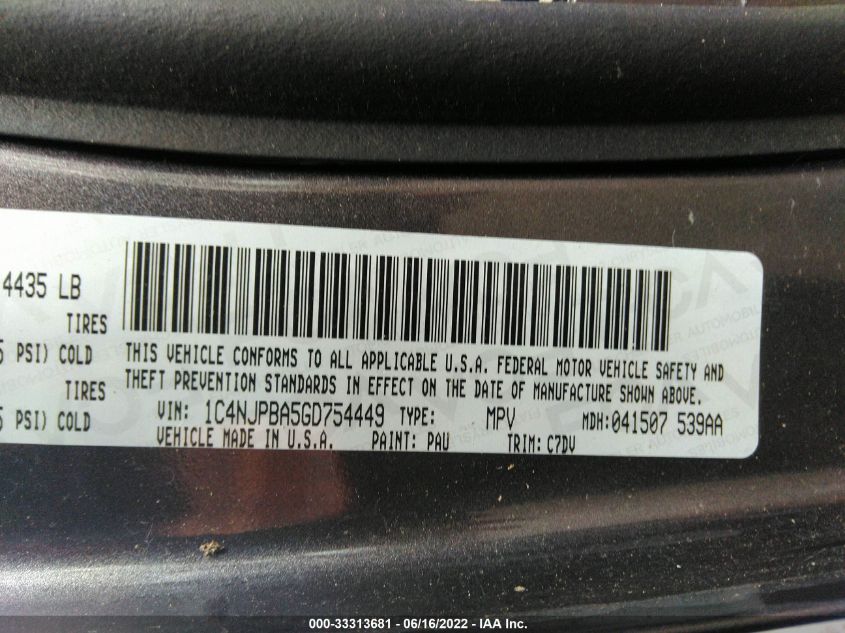 4435 LB
TIRES
PSI) COLD
TIRES
PSI) COLD
THIS VEHICLE CONFORMS TO ALL APPLICABLE U.S.A. FEDERAL MOTOR VEHICLE SAFETY AND
THEFT PREVENTION STANDARDS IN EFFECT ON THE DATE OF MANUFACTURE SHOWN ABOVE.
VIN: 1C4NJPBA5GD754449 TYPE: MPV MDH:041507 539AA
VEHICLE MADE IN U.S.A. PAINT: PAU TRIM: C7DV
000-33313681 - 06/16/2022 - IAA Inc.